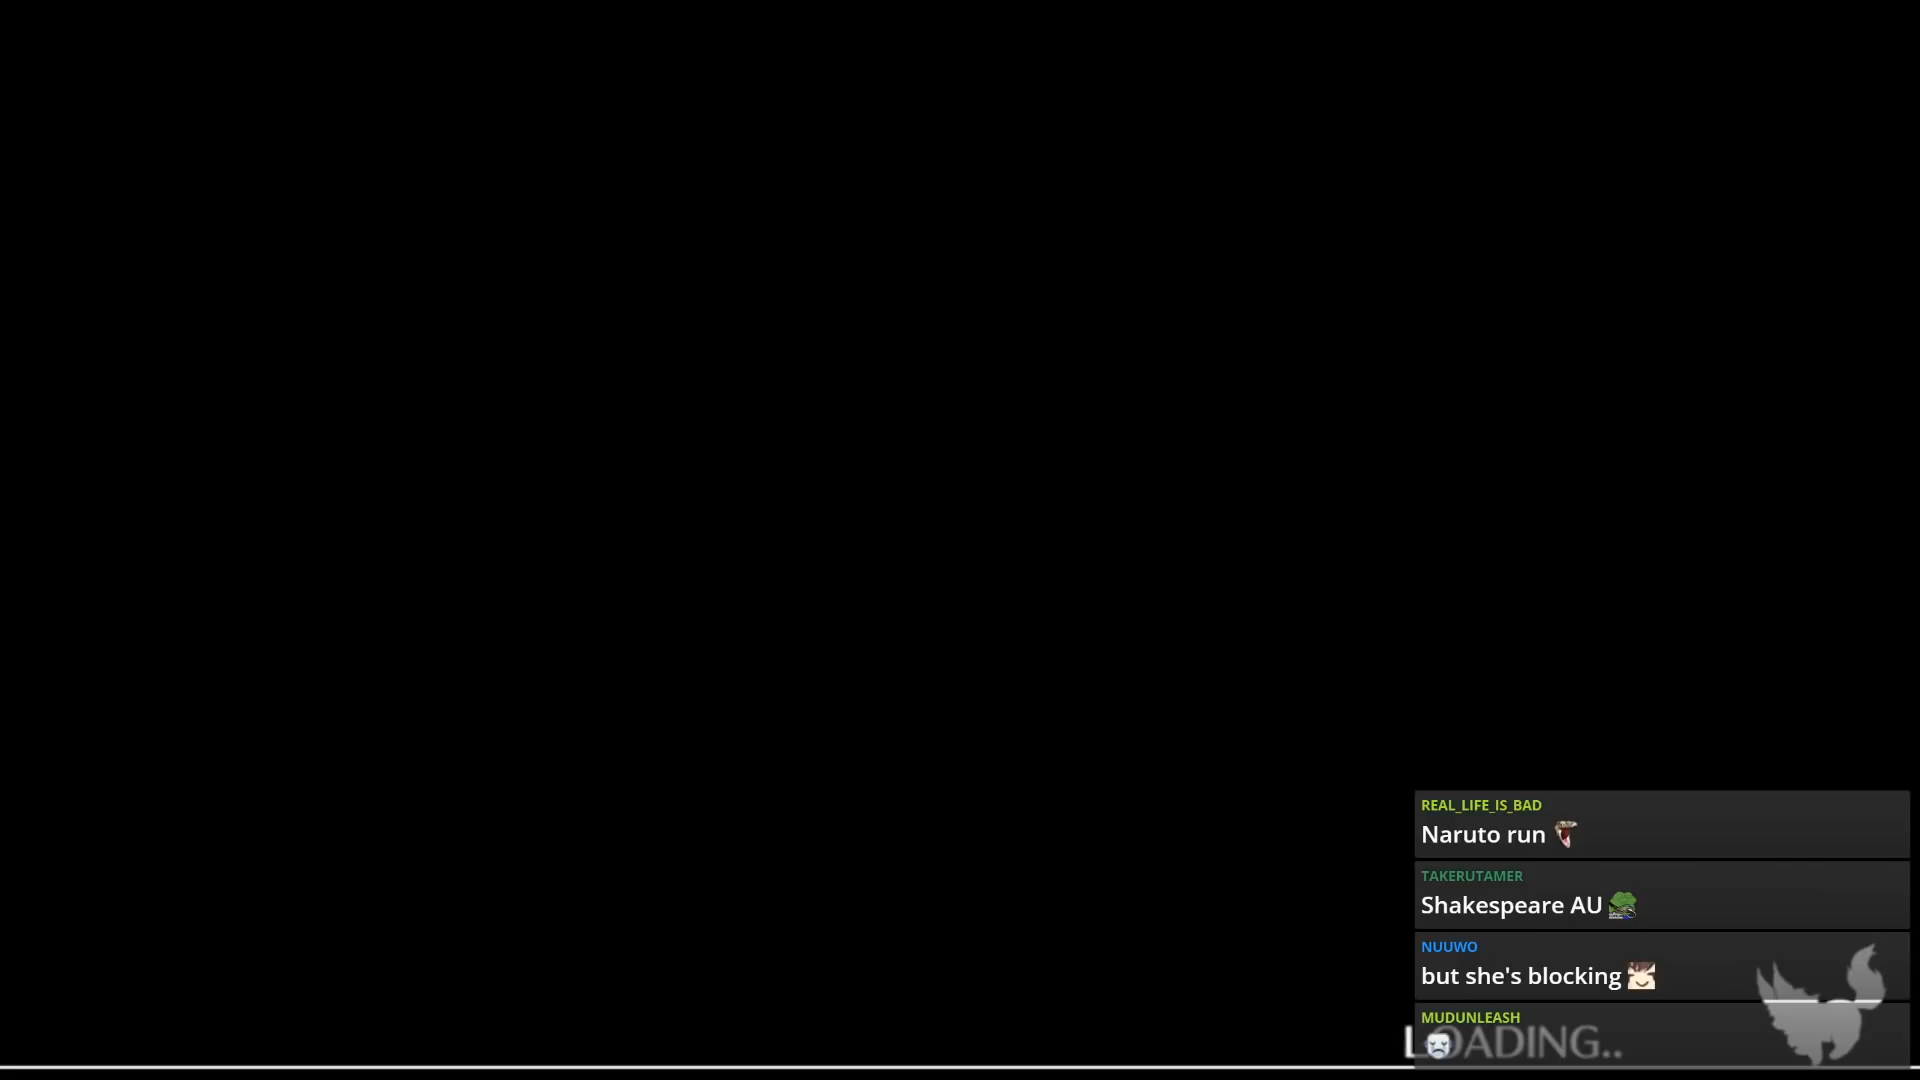 REAL_LIFE_IS_BAD
Naruto run
TAKERUTAMER
Shakespeare AU
NUUWO
but she's blocking
MUDUNLEASH
LOADING..